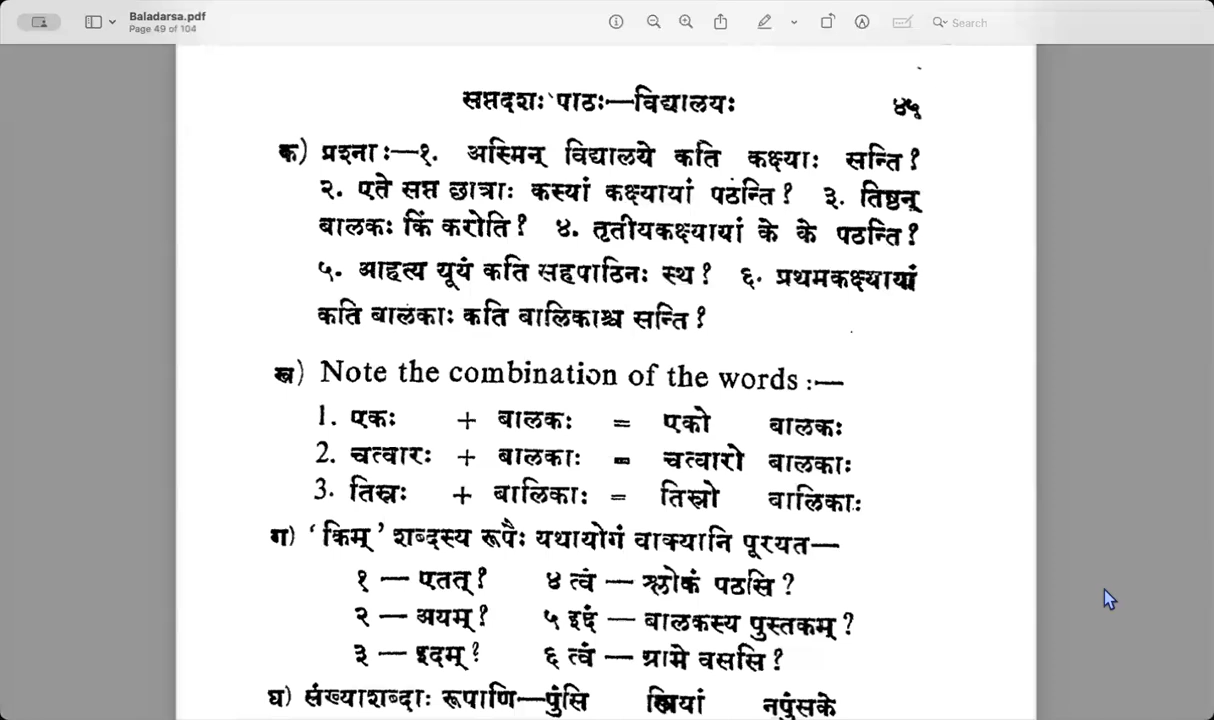 Baladarsa.pdf
Page 49 of 104
Search
सप्तदशः पाठः—विद्यालयः ४५
क) प्रश्नाः—१. अस्मिन् विद्यालये कति कक्ष्याः सन्ति?
२. एते सप्त छात्राः कस्यां कक्ष्यायां पठन्ति? ३. तिष्ठन्
बालकः किं करोति? ४. तृतीयकक्ष्यायां के के पठन्ति?
५. आहत्य यूयं कति सहपाठिनः स्थ? ६. प्रथमकक्ष्यायां
कति बालकाः कति बालिकाश्च सन्ति?
ख) Note the combination of the words :—
1. एकः + बालकः = एको बालकः
2. चत्वारः + बालकाः = चत्वारो बालकाः
3. तिस्रः + बालिकाः = तिस्रो बालिकाः
ग) ‘किम्’ शब्दस्य रूपैः यथायोगं वाक्यानि पूरयत—
१ — एतत्? ४ त्वं — श्लोकं पठसि?
२ — अयम्? ५ इदं — बालकस्य पुस्तकम्?
३ — इदम्? ६ त्वं — ग्रामे वससि?
घ) संख्याशब्दाः रूपाणि—पुंसि स्त्रियां नपुंसके